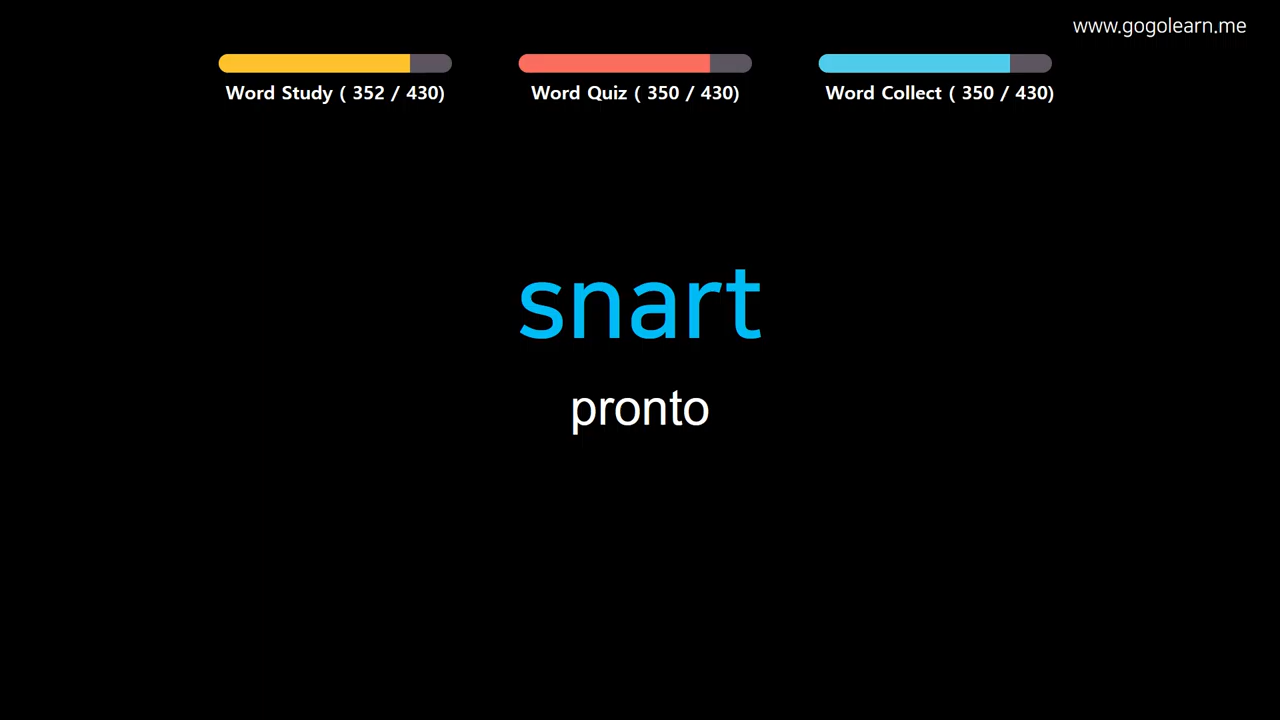 www.gogolearn.me
Word Study ( 352 / 430)
Word Quiz ( 350 / 430)
Word Collect ( 350 / 430)
snart
pronto